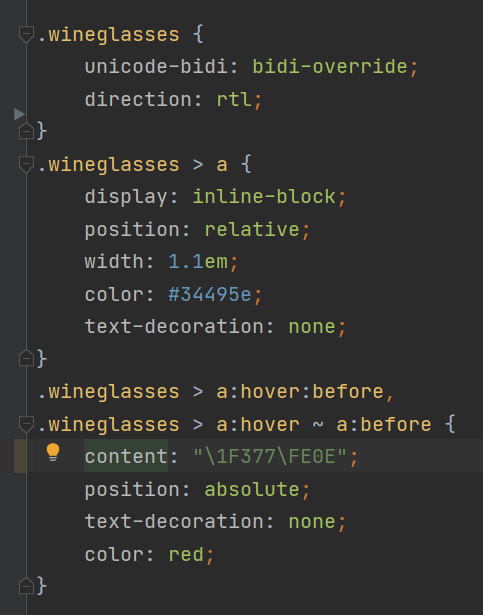 .wineglasses {
    unicode-bidi: bidi-override;
    direction: rtl;
}
.wineglasses > a {
    display: inline-block;
    position: relative;
    width: 1.1em;
    color: #34495e;
    text-decoration: none;
}
.wineglasses > a:hover:before,
.wineglasses > a:hover ~ a:before {
    content: "\1F377\FE0E";
    position: absolute;
    text-decoration: none;
    color: red;
}